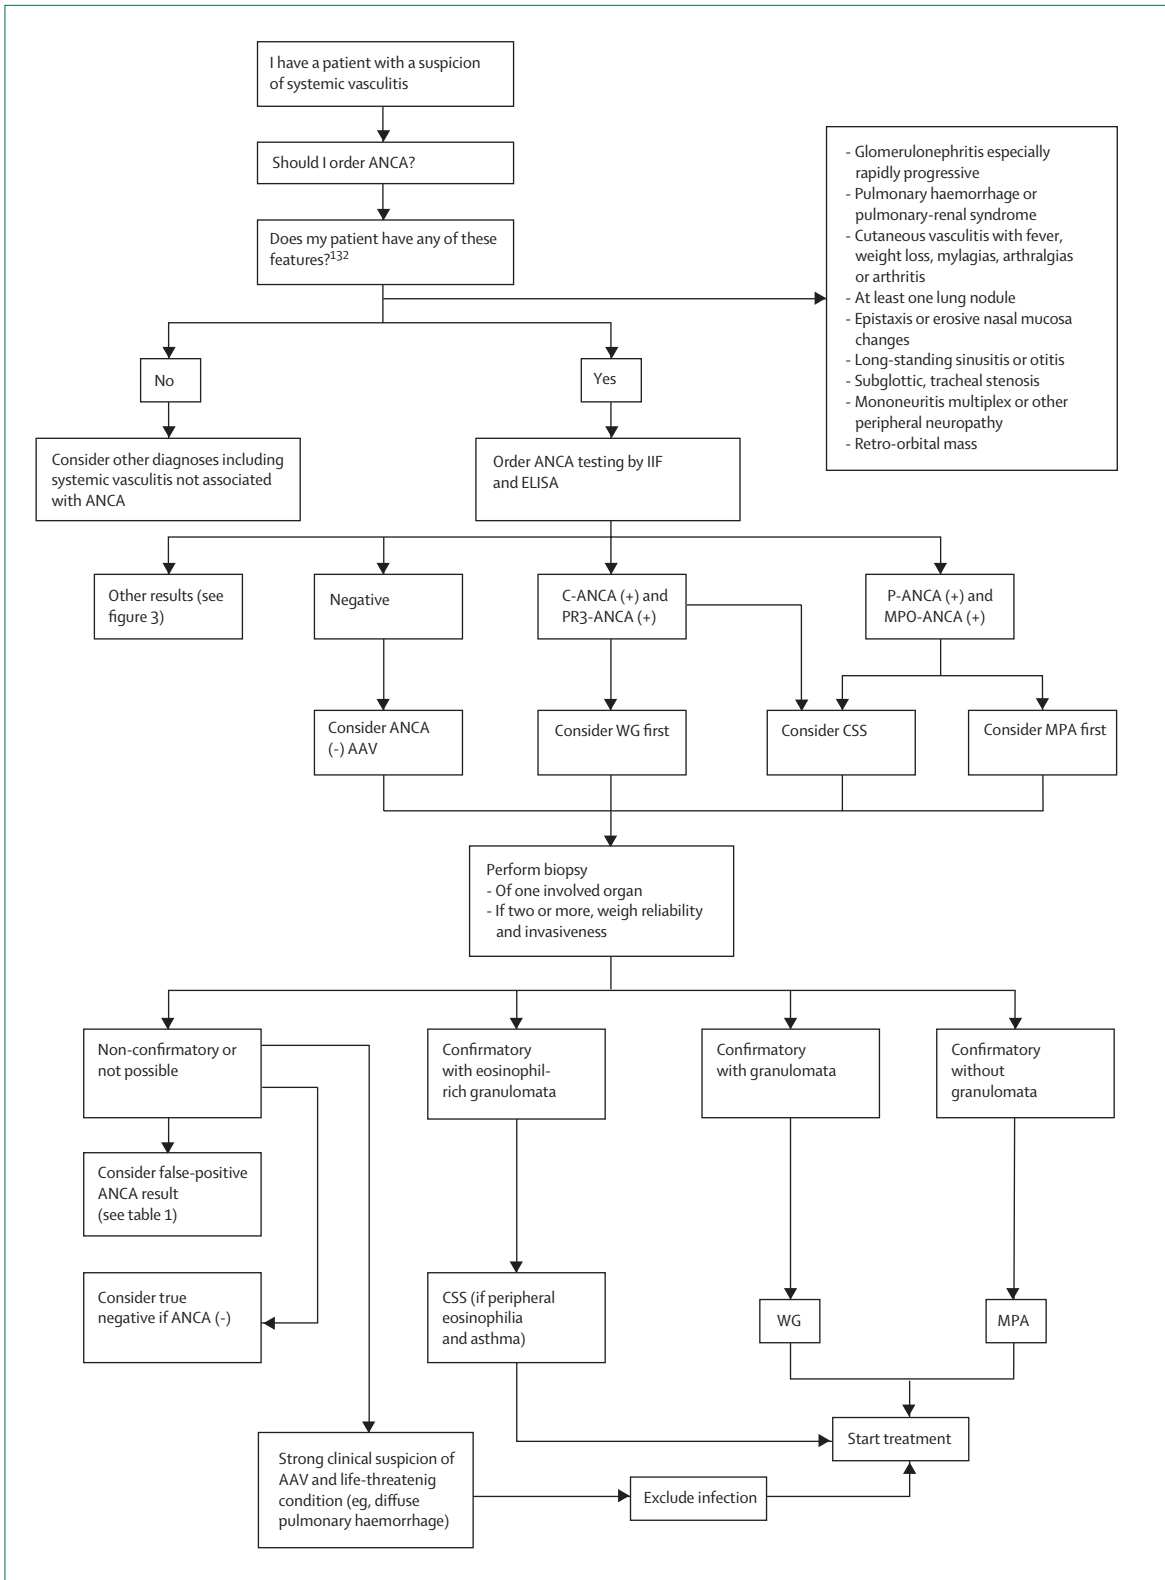 I have a patient with a suspicion
of systemic vasculitis
Should I order ANCA?
Does my patient have any of these
features?132
- Glomerulonephritis especially
rapidly progressive
- Pulmonary haemorrhage or
pulmonary-renal syndrome
- Cutaneous vasculitis with fever,
weight loss, mylagias, arthralgias
or arthritis
- At least one lung nodule
- Epistaxis or erosive nasal mucosa
changes
- Long-standing sinusitis or otitis
- Subglottic, tracheal stenosis
- Mononeuritis multiplex or other
peripheral neuropathy
- Retro-orbital mass
No
Yes
Consider other diagnoses including
systemic vasculitis not associated
with ANCA
Order ANCA testing by IIF
and ELISA
Other results (see
figure 3)
Negative
C-ANCA (+) and
PR3-ANCA (+)
P-ANCA (+) and
MPO-ANCA (+)
Consider ANCA
(-) AAV
Consider WG first
Consider CSS
Consider MPA first
Perform biopsy
- Of one involved organ
- If two or more, weigh reliability
and invasiveness
Non-confirmatory or
not possible
Confirmatory
with eosinophil-
rich granulomata
Confirmatory
with granulomata
Confirmatory
without
granulomata
Consider false-positive
ANCA result
(see table 1)
Consider true
negative if ANCA (-)
CSS (if peripheral
eosinophilia
and asthma)
WG
MPA
Start treatment
Strong clinical suspicion of
AAV and life-threatenig
condition (eg, diffuse
pulmonary haemorrhage)
Exclude infection